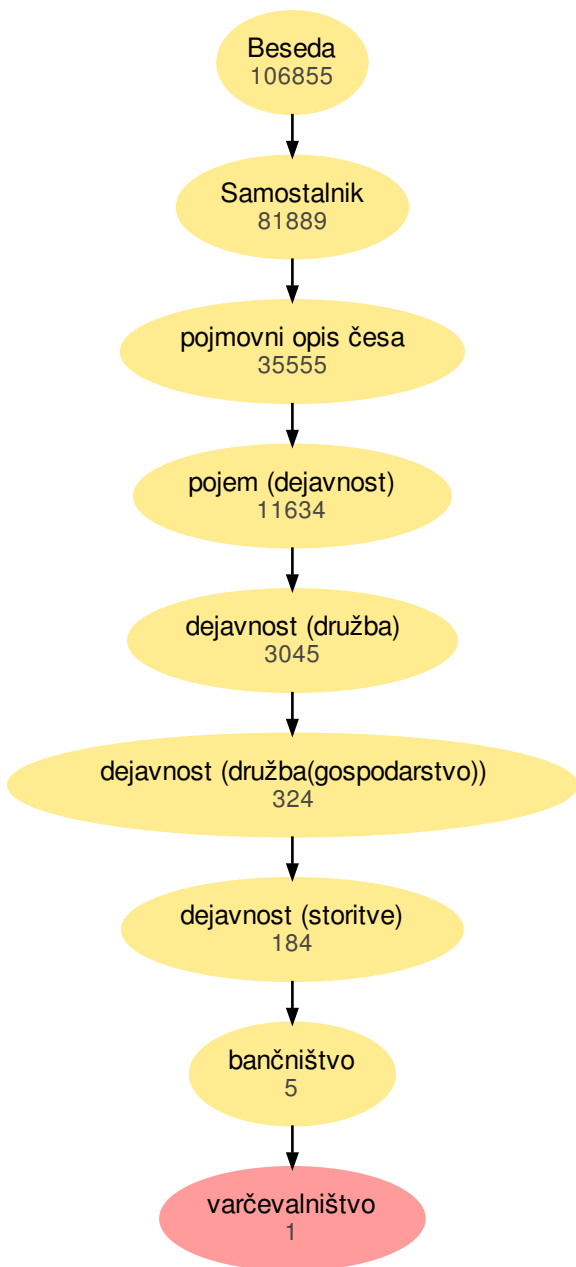 Beseda
106855
Samostalnik
81889
pojmovni opis česa
35555
pojem (dejavnost)
11634
dejavnost (družba)
3045
dejavnost (družba(gospodarstvo))
324
dejavnost (storitve)
184
bančništvo
5
varčevalništvo
1